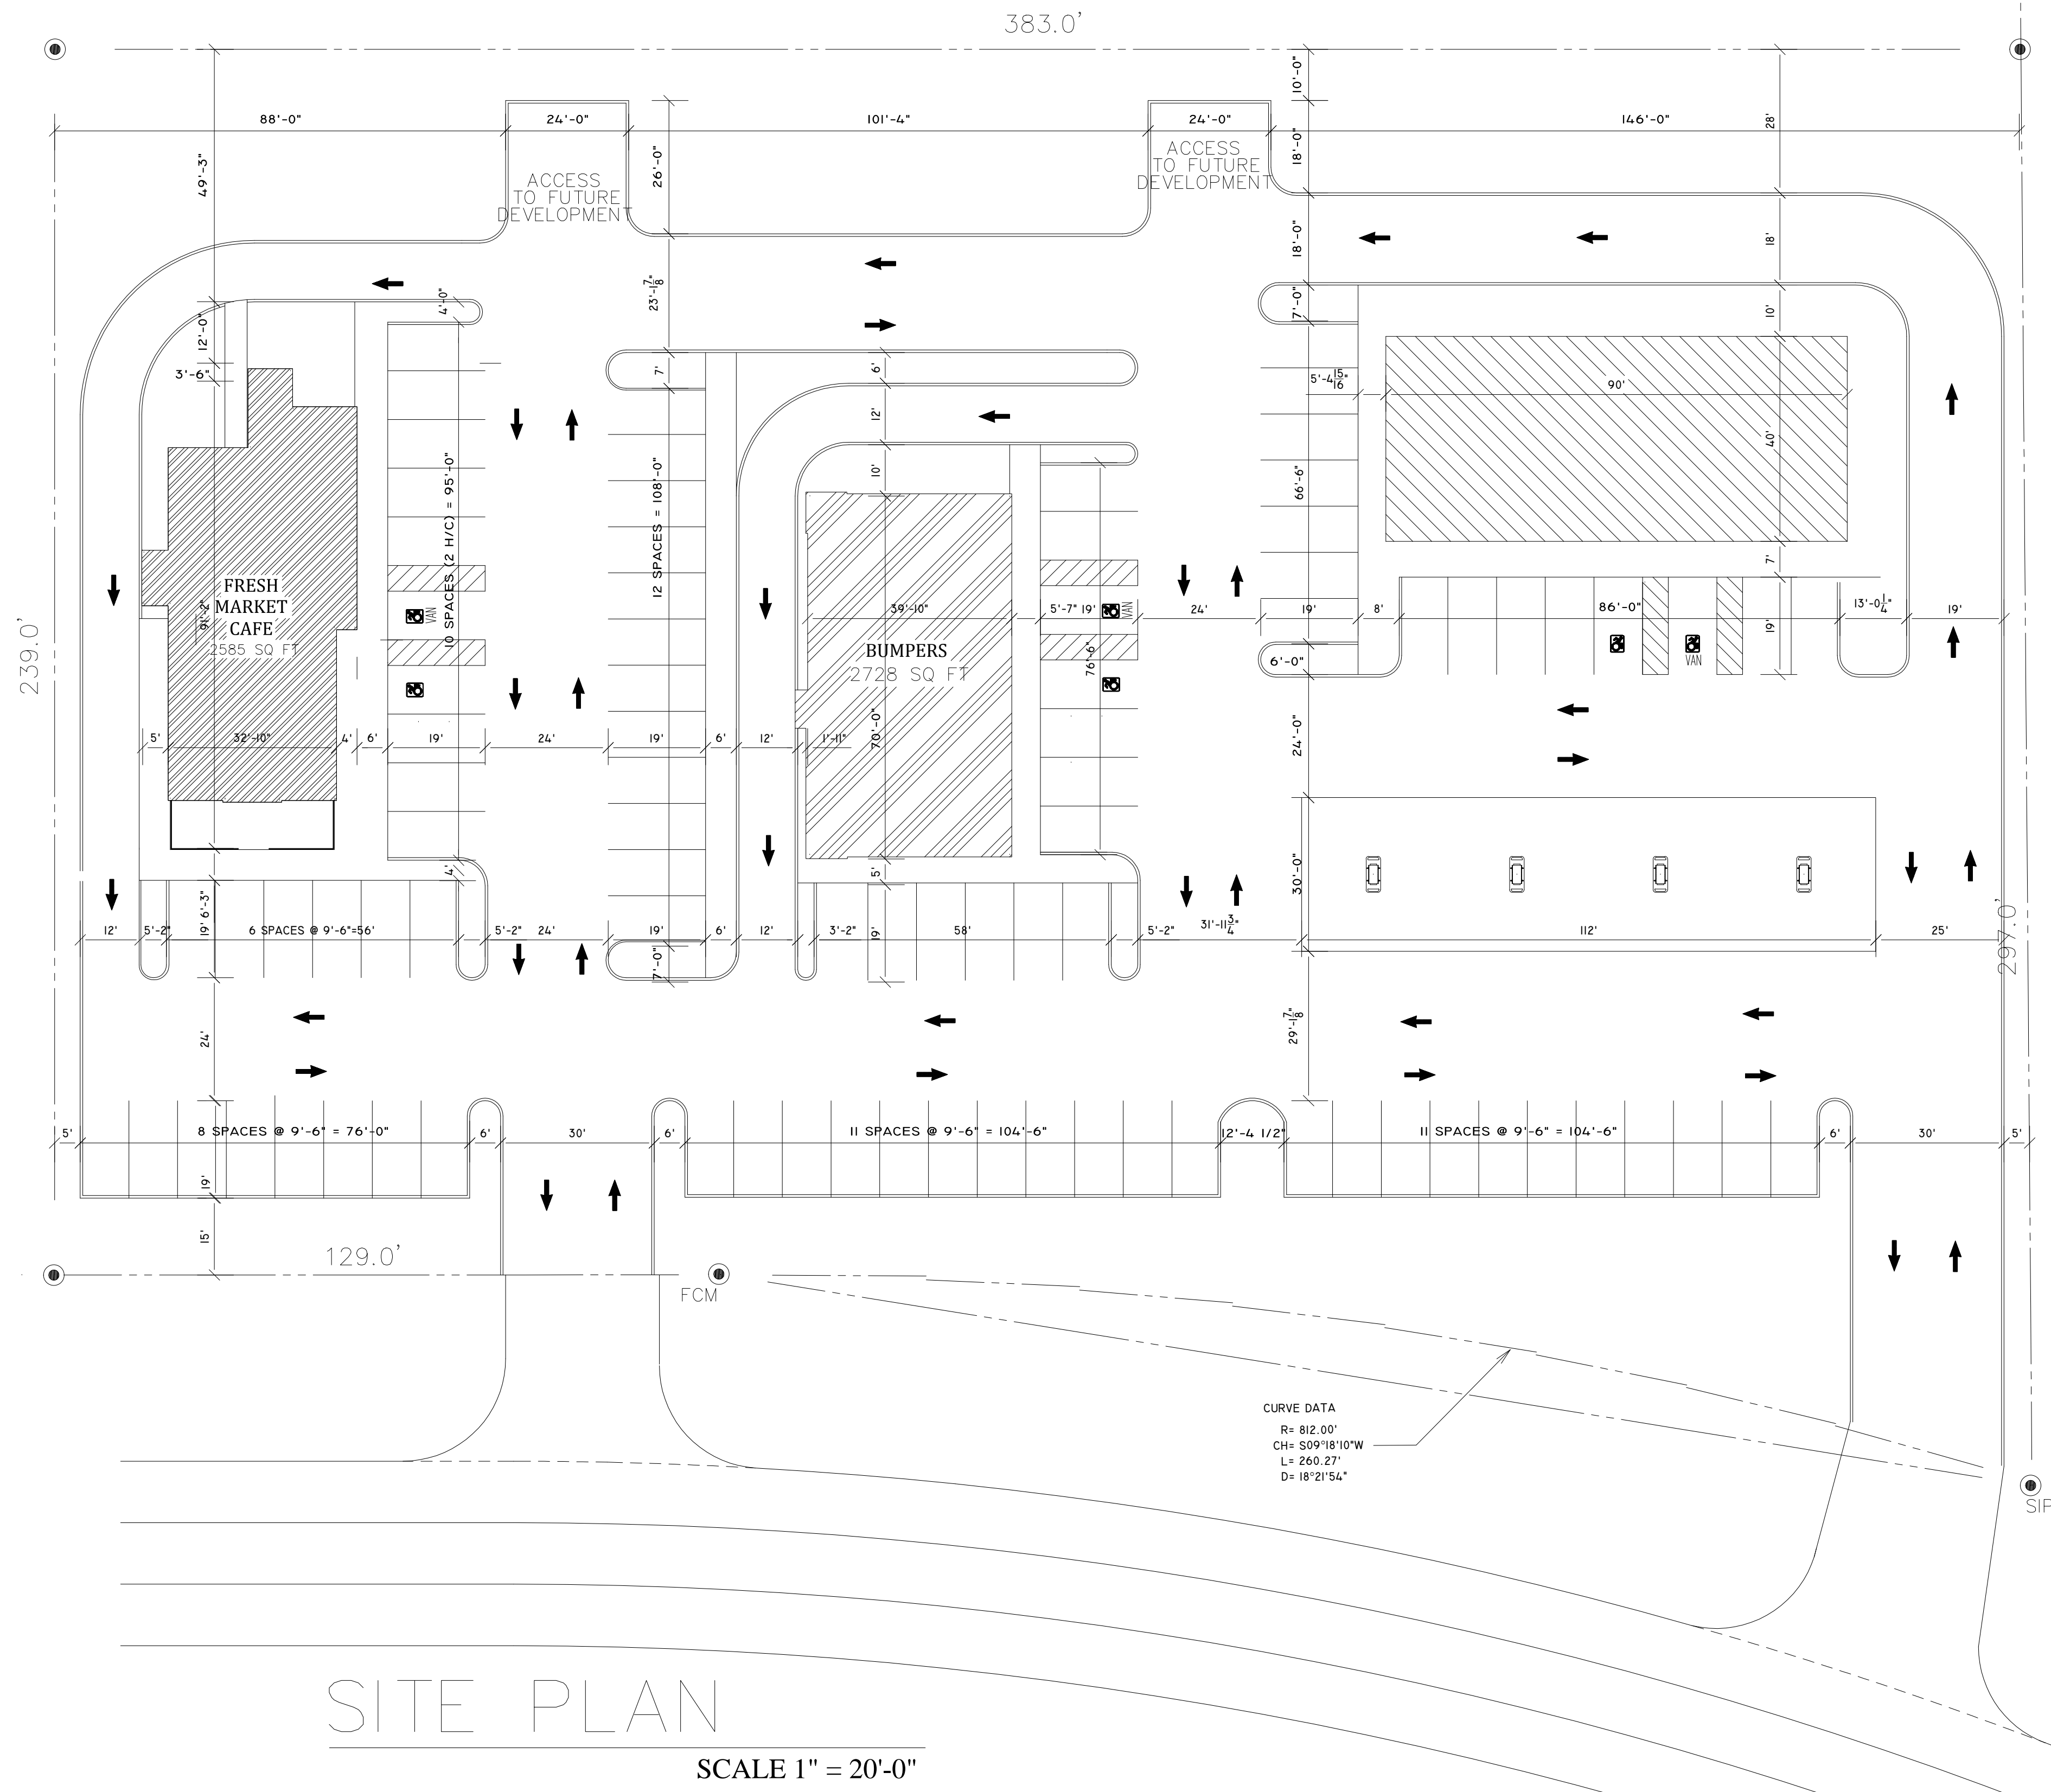 383.0'
88'-0"
24'-0"
101'-4"
24'-0"
146'-0"
10'-0"
28'
49'-3"
26'-0"
18'-0"
ACCESS
TO FUTURE
DEVELOPMENT
ACCESS
TO FUTURE
DEVELOPMENT
18'-0"
18'
23'-1 7/8"
4'-0"
7'-0"
10'
12'-0"
3'-6"
7'
6'
5'-4 15/16"
90'
12'
40'
10'
66'-6"
10 SPACES (2 H/C) = 95'-0"
12 SPACES = 108'-0"
FRESH
MARKET
CAFE
2585 SQ FT
91'-2"
VAN
39'-10"
5'-7"
19'
VAN
24'
19'
8'
86'-0"
7'
13'-0 1/4"
19'
19'
VAN
BUMPERS
2728 SQ FT
76'-6"
6'-0"
239.0'
5'
32'-10"
4'
6'
19'
24'
19'
6'
12'
1'-11"
70'-0"
24'-0"
4'
5'
30'-0"
6'-3"
19'
12'
5'-2"
6 SPACES @ 9'-6"=56'
5'-2"
24'
19'
6'
12'
3'-2"
19'
58'
5'-2"
31'-11 3/4"
112'
25'
297.0'
7'-0"
24'
29'-1 7/8"
5'
8 SPACES @ 9'-6" = 76'-0"
6'
30'
6'
11 SPACES @ 9'-6" = 104'-6"
12'-4 1/2"
11 SPACES @ 9'-6" = 104'-6"
6'
30'
5'
19'
15'
129.0'
FCM
CURVE DATA
R= 812.00'
CH= S09°18'10"W
L= 260.27'
D= 18°21'54"
SIP
SITE PLAN
SCALE 1" = 20'-0"